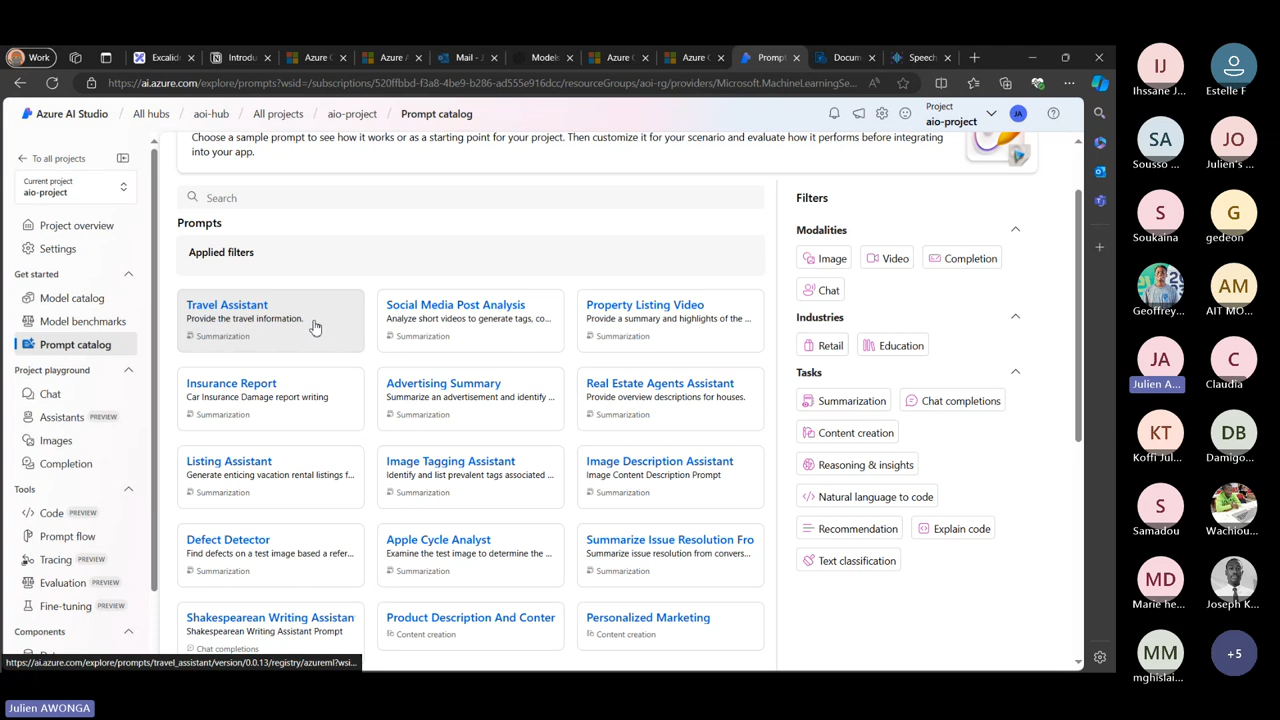 Work
Excalid
Introdu
Azure C
Azure A
Mail - J
Models
Azure C
Azure C
Prompt
Docum
Speech
https://ai.azure.com/explore/prompts?wsid=/subscriptions/520ffbbd-f3a8-4be9-b286-ad555e916dcc/resourceGroups/aoi-rg/providers/Microsoft.MachineLearningSe...
Azure AI Studio / All hubs / aoi-hub / All projects / aio-project / Prompt catalog
Project
aio-project
JA
To all projects
Current project
aio-project
Project overview
Settings
Get started
Model catalog
Model benchmarks
Prompt catalog
Project playground
Chat
Assistants PREVIEW
Images
Completion
Tools
Code PREVIEW
Prompt flow
Tracing PREVIEW
Evaluation PREVIEW
Fine-tuning PREVIEW
Components
Choose a sample prompt to see how it works or as a starting point for your project. Then customize it for your scenario and evaluate how it performs before integrating
into your app.
Search
Prompts
Applied filters
Travel Assistant
Provide the travel information.
Summarization
Social Media Post Analysis
Analyze short videos to generate tags, co...
Summarization
Property Listing Video
Provide a summary and highlights of the ...
Summarization
Insurance Report
Car Insurance Damage report writing
Summarization
Advertising Summary
Summarize an advertisement and identify ...
Summarization
Real Estate Agents Assistant
Provide overview descriptions for houses.
Summarization
Listing Assistant
Generate enticing vacation rental listings f...
Summarization
Image Tagging Assistant
Identify and list prevalent tags associated ...
Summarization
Image Description Assistant
Image Content Description Prompt
Summarization
Defect Detector
Find defects on a test image based a refer...
Summarization
Apple Cycle Analyst
Examine the test image to determine the ...
Summarization
Summarize Issue Resolution Fro
Summarize issue resolution from convers...
Summarization
Shakespearean Writing Assistan
Shakespearean Writing Assistant Prompt
Chat completions
Product Description And Conter
Content creation
Personalized Marketing
Content creation
Filters
Modalities
Image
Video
Completion
Chat
Industries
Retail
Education
Tasks
Summarization
Chat completions
Content creation
Reasoning & insights
Natural language to code
Recommendation
Explain code
Text classification
https://ai.azure.com/explore/prompts/travel_assistant/version/0.0.13/registry/azureml?wsi...
IJ
Ihssane J...
Estelle F
SA
Sousso ...
JO
Julien's ...
S
Soukaina
G
gedeon
Geoffrey...
AM
AIT MO...
JA
Julien A...
C
Claudia
KT
Koffi Jul...
DB
Damigo...
S
Samadou
Wachiou...
MD
Marie he...
Joseph K...
MM
mghislai...
+5
Julien AWONGA